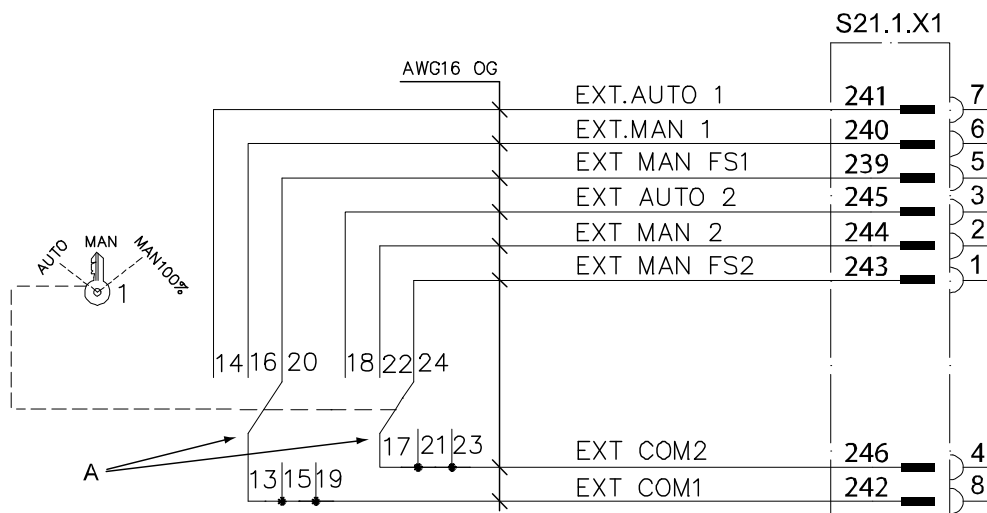 S21.1.X1
AWG16 OG
EXT.AUTO 1 241 7
EXT.MAN 1 240 6
EXT MAN FS1 239 5
EXT AUTO 2 245 3
EXT MAN 2 244 2
EXT MAN FS2 243 1
AUTO MAN MAN100%
1
14 16 20 18 22 24
A
17 21 23
EXT COM2 246 4
13 15 19
EXT COM1 242 8